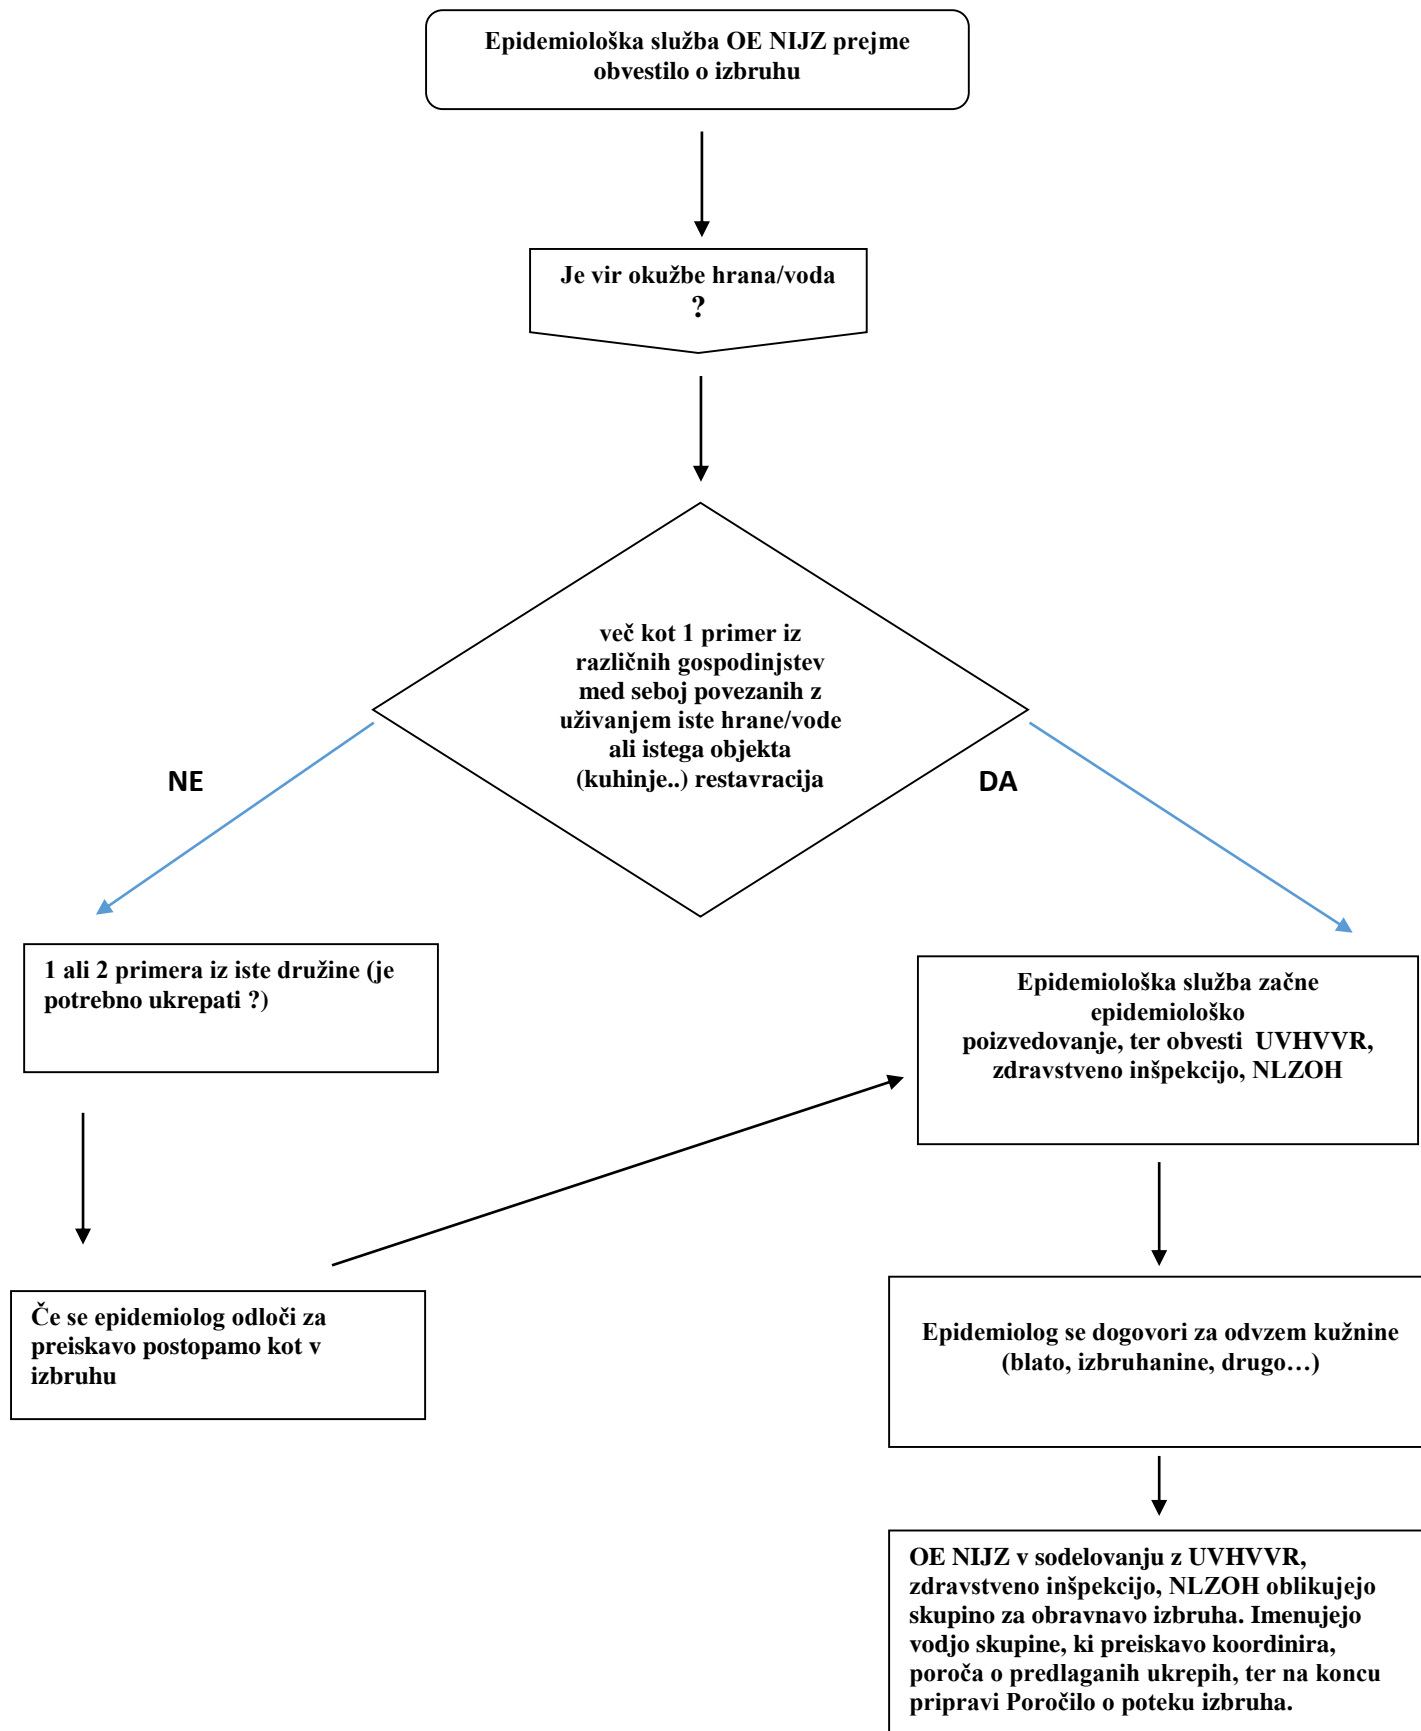 Epidemiološka služba OE NIJZ prejme
obvestilo o izbruhu
Je vir okužbe hrana/voda
?
več kot 1 primer iz
različnih gospodinjstev
med seboj povezanih z
uživanjem iste hrane/vode
ali istega objekta
(kuhinje..) restavracija
NE
DA
1 ali 2 primera iz iste družine (je
potrebno ukrepati ?)
Epidemiološka služba začne
epidemiološko
poizvedovanje, ter obvesti UVHVVR,
zdravstveno inšpekcijo, NLZOH
Če se epidemiolog odloči za
preiskavo postopamo kot v
izbruhu
Epidemiolog se dogovori za odvzem kužnine
(blato, izbruhanine, drugo…)
OE NIJZ v sodelovanju z UVHVVR,
zdravstveno inšpekcijo, NLZOH oblikujejo
skupino za obravnavo izbruha. Imenujejo
vodjo skupine, ki preiskavo koordinira,
poroča o predlaganih ukrepih, ter na koncu
pripravi Poročilo o poteku izbruha.